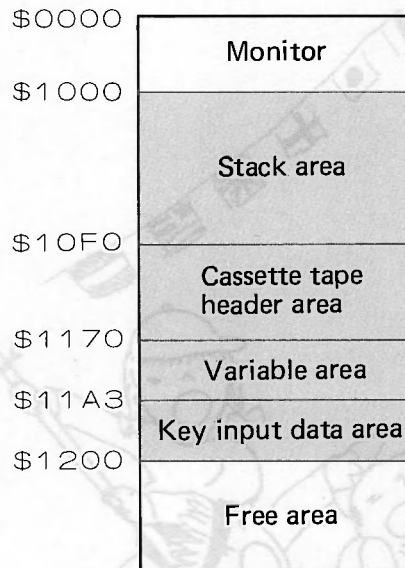 $0000
Monitor
$1000
Stack area
$10F0
Cassette tape
header area
$1170
Variable area
$11A3
Key input data area
$1200
Free area